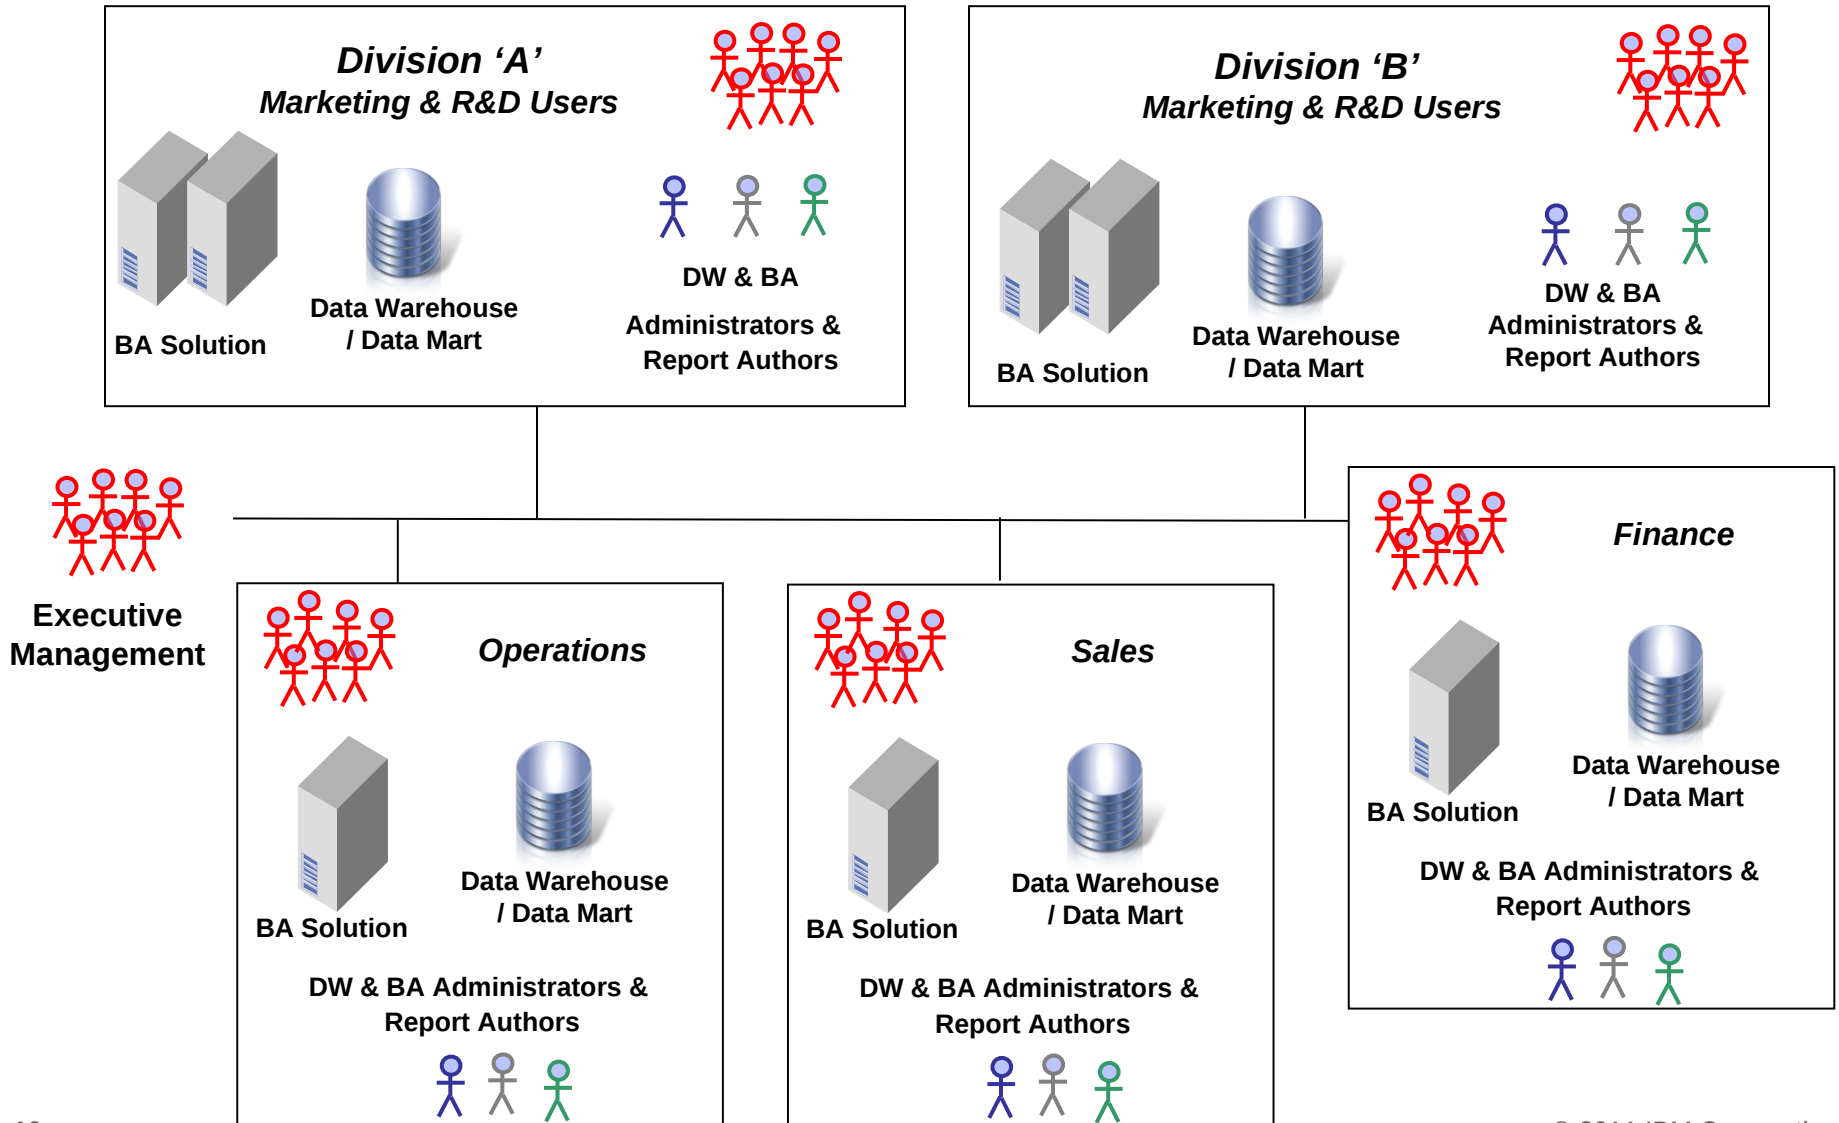 Division ‘A’
Marketing & R&D Users
BA Solution
Data Warehouse
/ Data Mart
DW & BA
Administrators &
Report Authors
Division ‘B’
Marketing & R&D Users
BA Solution
Data Warehouse
/ Data Mart
DW & BA
Administrators &
Report Authors
Executive
Management
Operations
BA Solution
Data Warehouse
/ Data Mart
DW & BA Administrators &
Report Authors
Sales
BA Solution
Data Warehouse
/ Data Mart
DW & BA Administrators &
Report Authors
Finance
BA Solution
Data Warehouse
/ Data Mart
DW & BA Administrators &
Report Authors